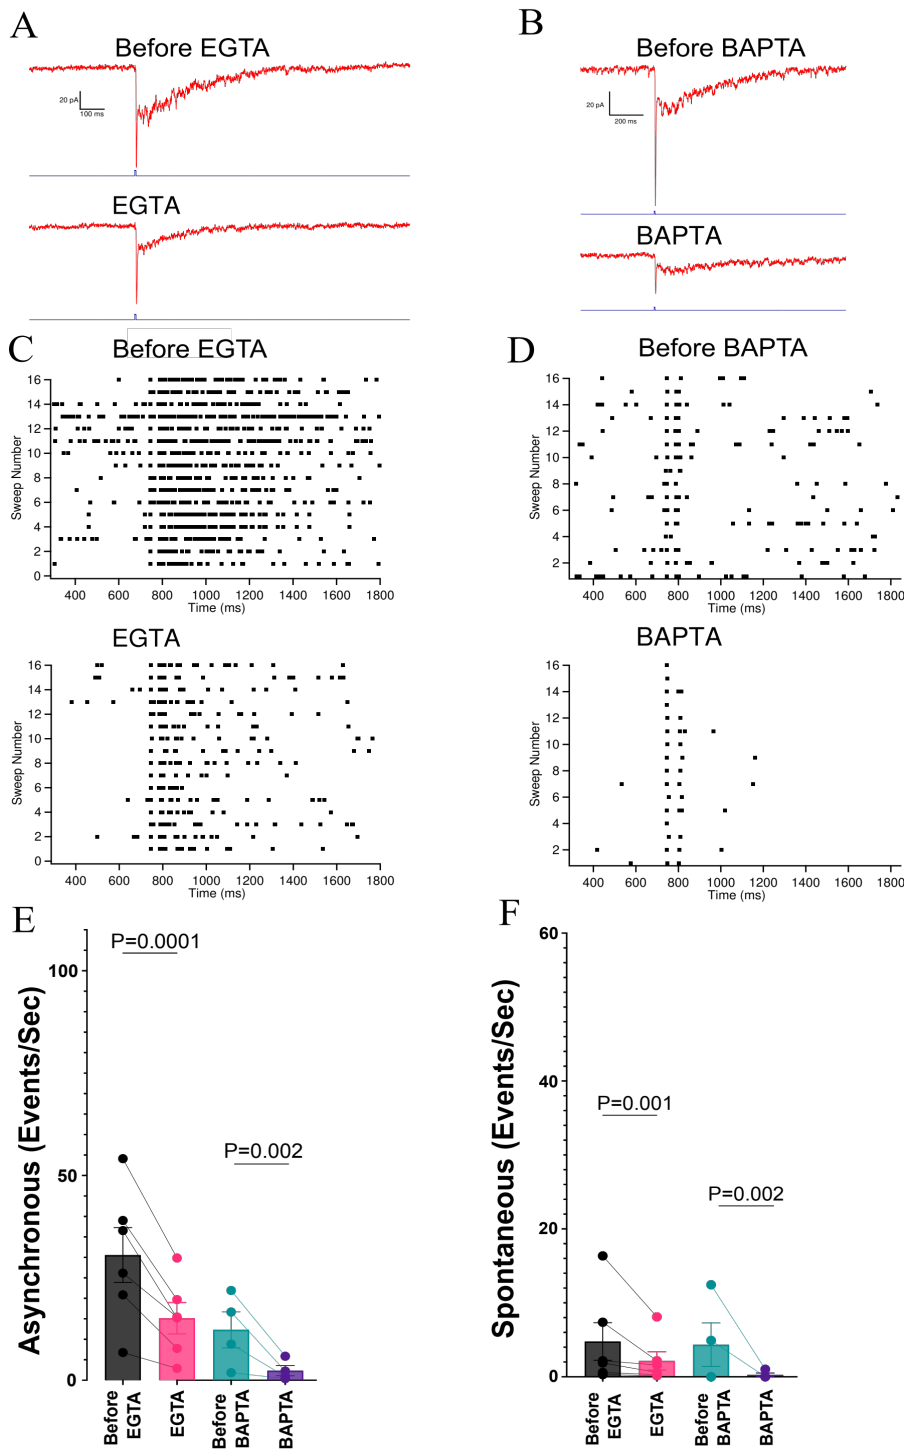 A
B
Before EGTA
Before BAPTA
20 pA
100 ms
20 pA
200 ms
EGTA
BAPTA
C
D
Before EGTA
Before BAPTA
Sweep Number
16
14
12
10
8
6
4
2
0
400 600 800 1000 1200 1400 1600 1800
Time (ms)
Sweep Number
16
14
12
10
8
6
4
2
400 600 800 1000 1200 1400 1600 1800
Time (ms)
EGTA
BAPTA
Sweep Number
16
14
12
10
8
6
4
2
0
400 600 800 1000 1200 1400 1600 1800
Time (ms)
Sweep Number
16
14
12
10
8
6
4
2
400 600 800 1000 1200 1400 1600 1800
Time (ms)
E
F
Asynchronous (Events/Sec)
100
50
0
P=0.0001
P=0.002
Before
EGTA
EGTA
Before
BAPTA
BAPTA
Spontaneous (Events/Sec)
60
40
20
0
P=0.001
P=0.002
Before
EGTA
EGTA
Before
BAPTA
BAPTA